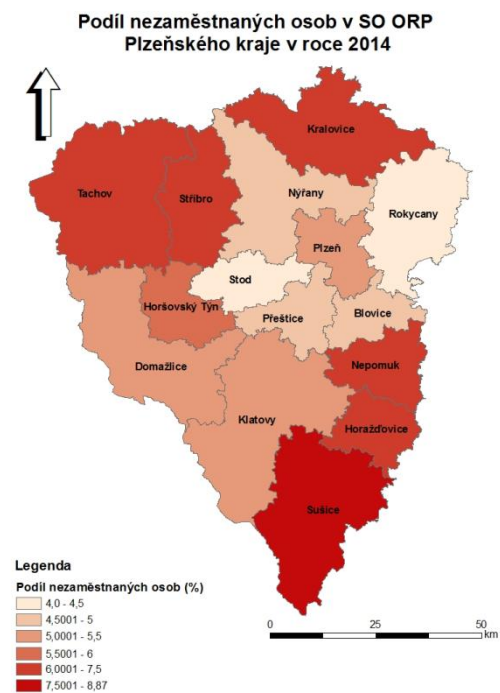 Podíl nezaměstnaných osob v SO ORP
Plzeňského kraje v roce 2014
Kralovice
Tachov
Stříbro
Nýřany
Rokycany
Plzeň
Stod
Horšovský Týn
Přeštice
Blovice
Domažlice
Nepomuk
Klatovy
Horažďovice
Sušice
Legenda
Podíl nezaměstnaných osob (%)
4,0 - 4,5
4,5001 - 5
5,0001 - 5,5
5,5001 - 6
6,0001 - 7,5
7,5001 - 8,87
0 25 50
km